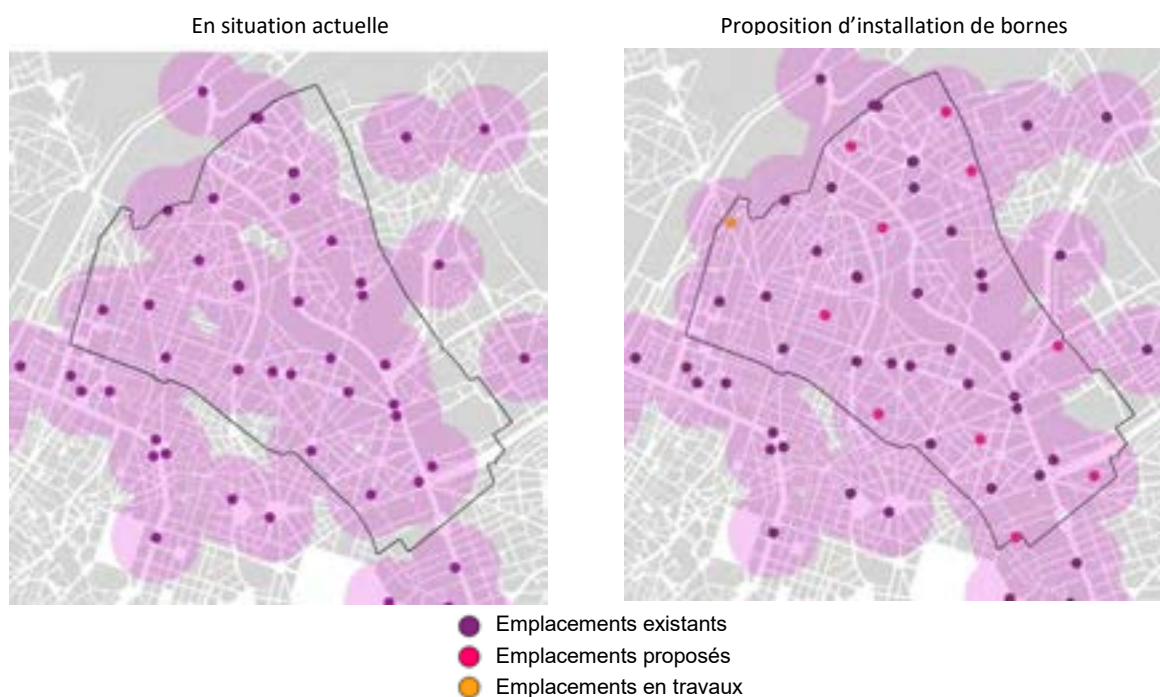 En situation actuelle
Proposition d’installation de bornes
Emplacements existants
Emplacements proposés
Emplacements en travaux